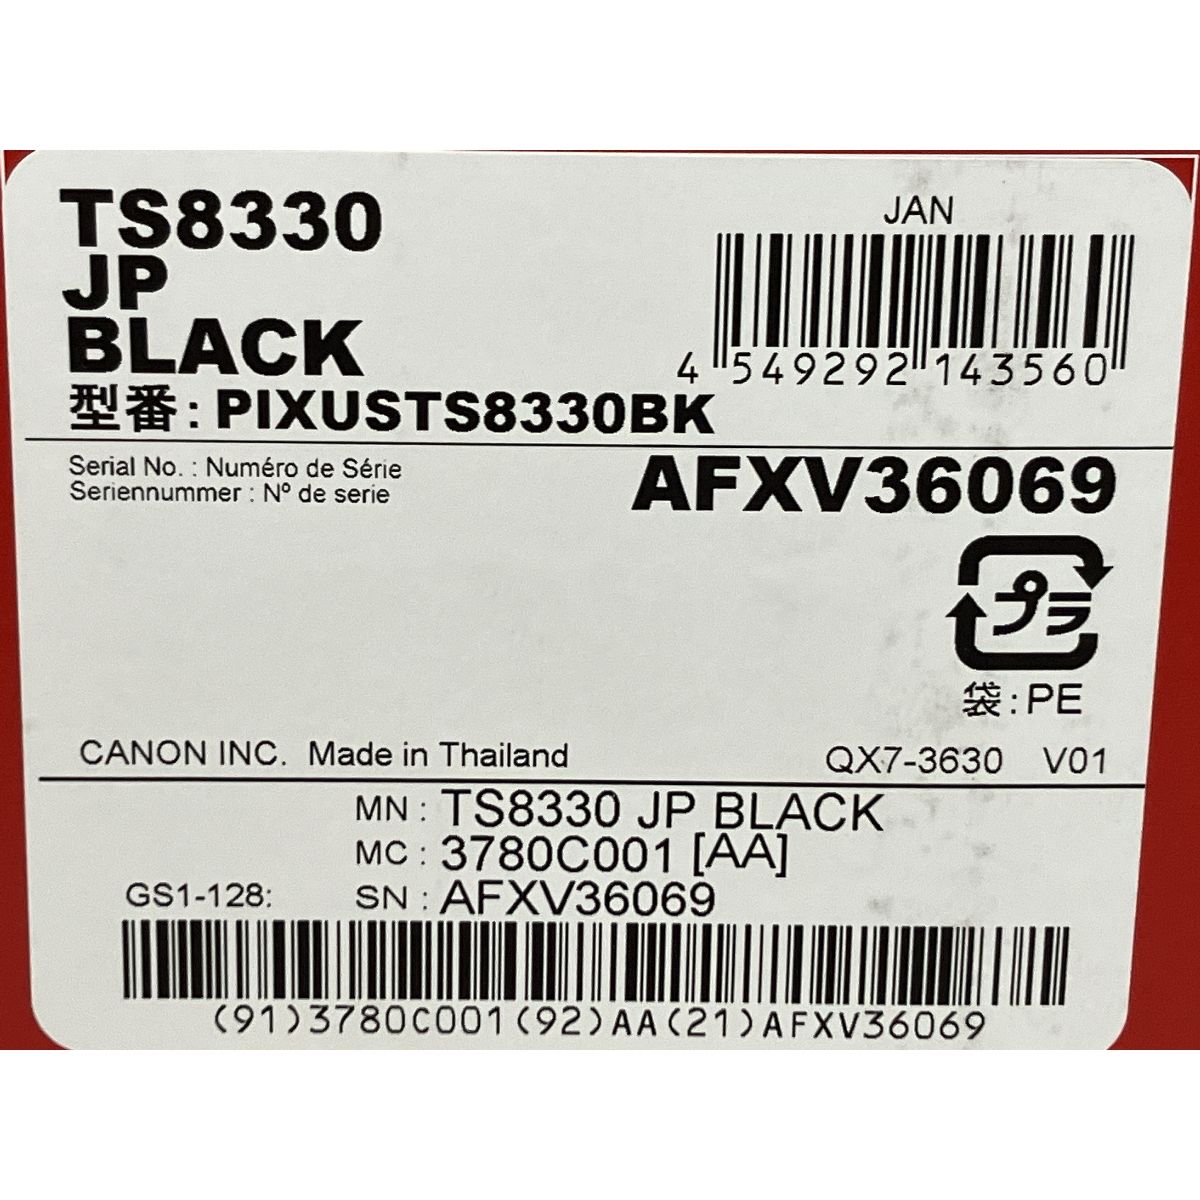 TS8330
JP
BLACK
型番: PIXUSTS8330BK
JAN
4 549292 143560
Serial No. : Numéro de Série
Seriennummer : Nº de serie
AFXV36069
プラ
袋:PE
CANON INC. Made in Thailand
QX7-3630 V01
MN : TS8330 JP BLACK
MC : 3780C001 [AA]
GS1-128: SN : AFXV36069
(91)3780C001(92)AA(21)AFXV36069